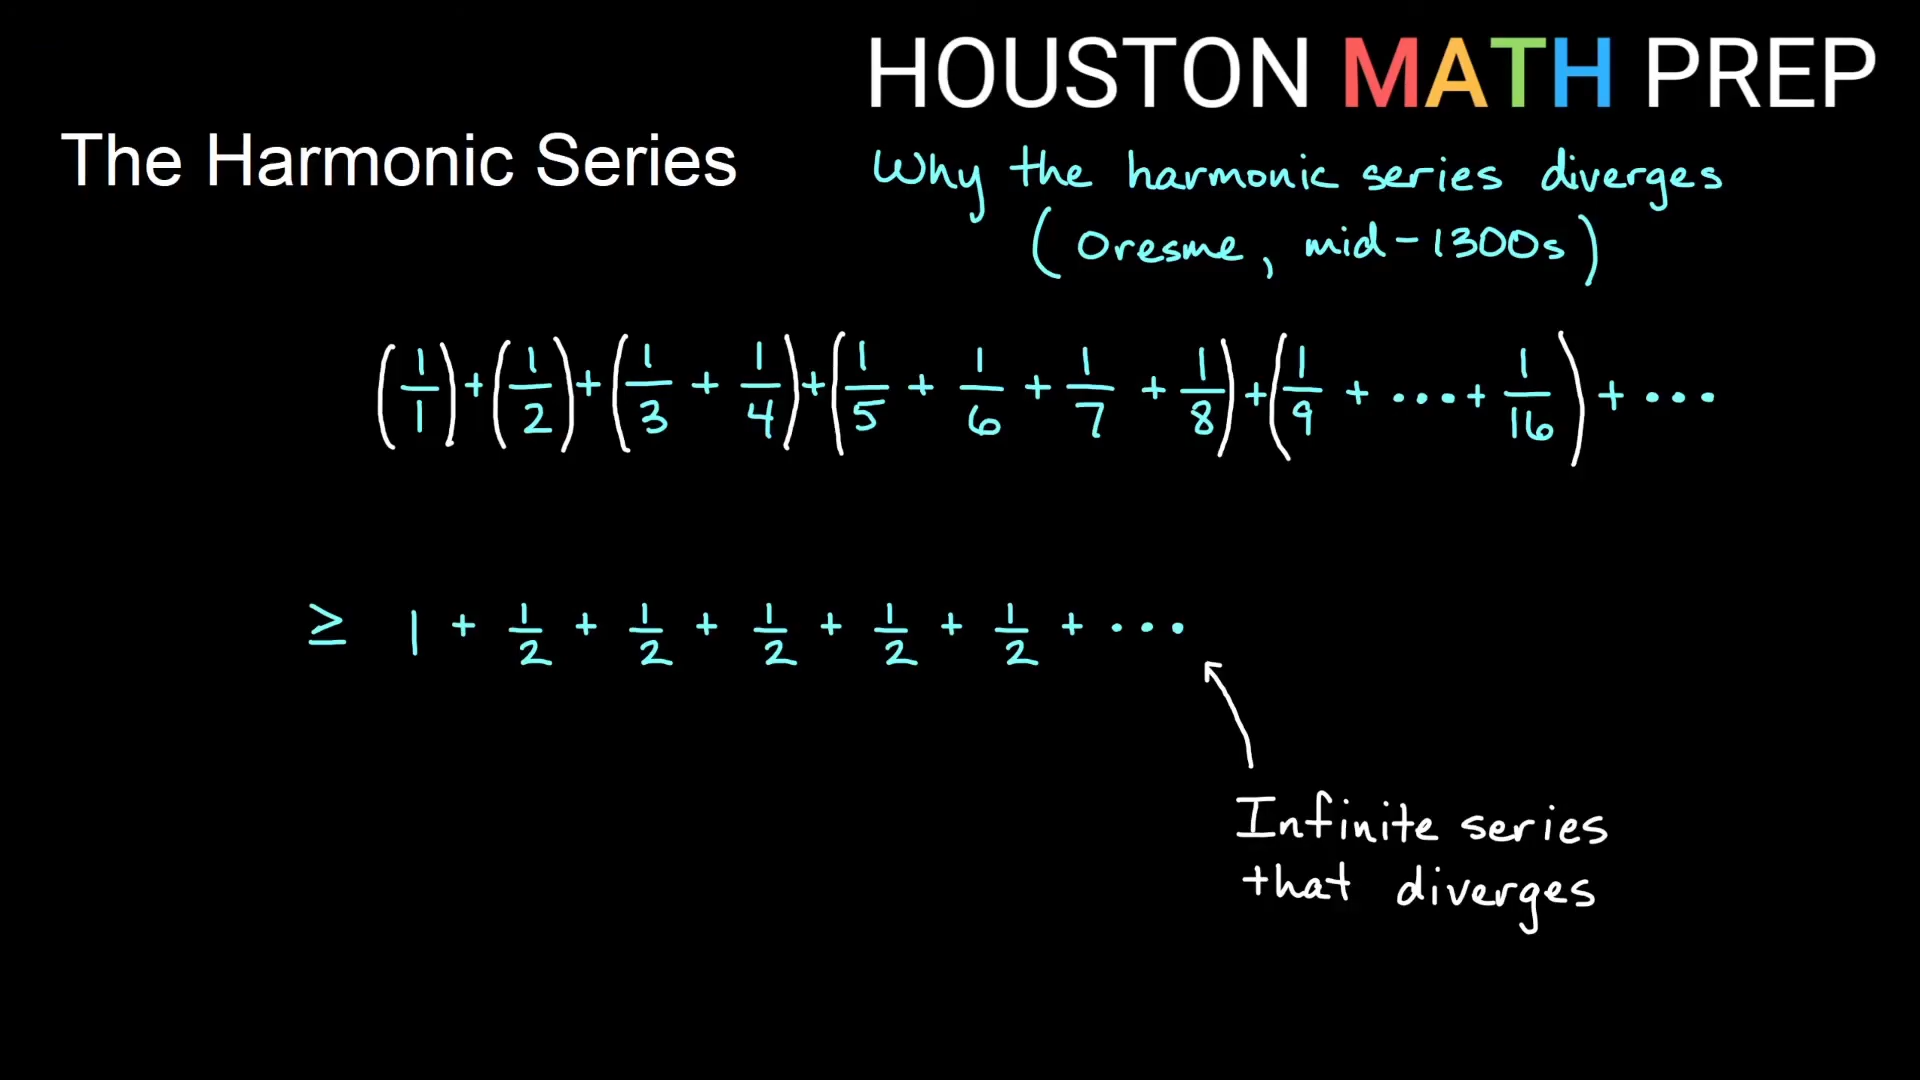 HOUSTON MATH PREP
The Harmonic Series
Why the harmonic series diverges
(Oresme, mid-1300s)
(1/1) + (1/2) + (1/3 + 1/4) + (1/5 + 1/6 + 1/7 + 1/8) + (1/9 + ••• + 1/16) + •••
≥ 1 + 1/2 + 1/2 + 1/2 + 1/2 + 1/2 + •••
Infinite series
that diverges